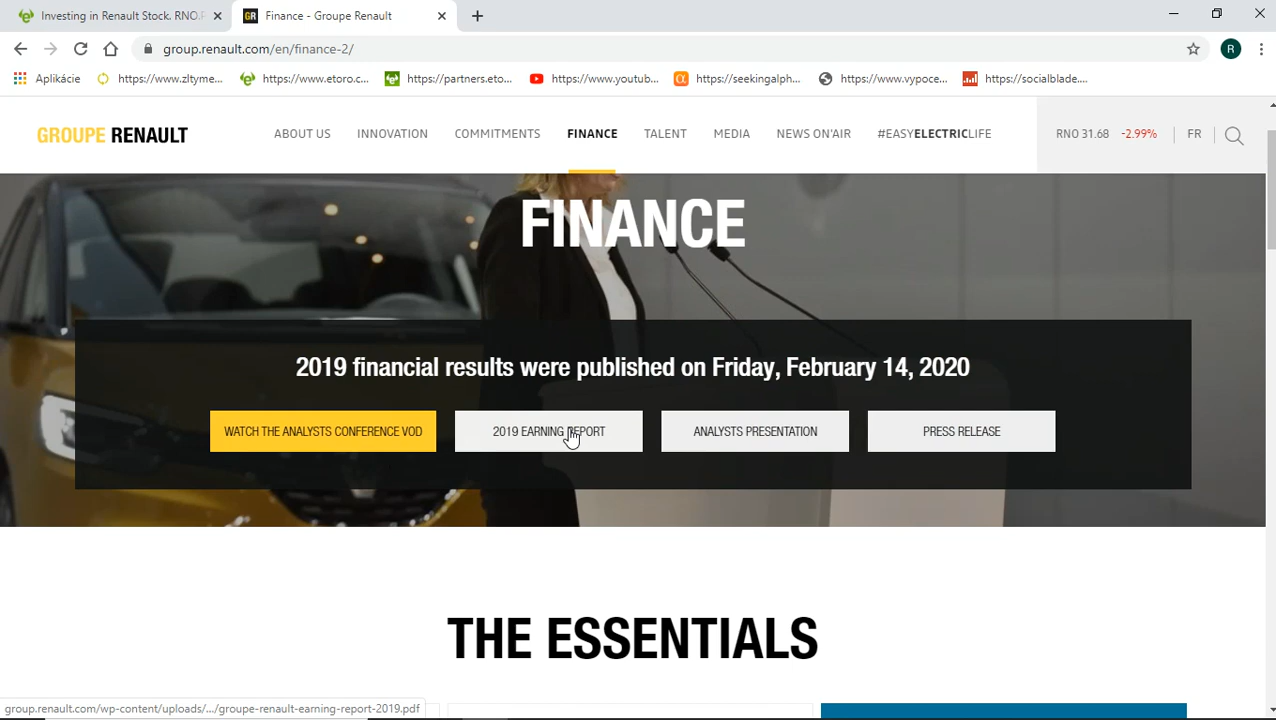 Investing in Renault Stock. RNO.P
Finance - Groupe Renault
group.renault.com/en/finance-2/
R
Aplikácie
https://www.zltyme...
https://www.etoro.c...
https://partners.eto...
https://www.youtub...
https://seekingalph...
https://www.vypoce...
https://socialblade....
GROUPE RENAULT
ABOUT US
INNOVATION
COMMITMENTS
FINANCE
TALENT
MEDIA
NEWS ON'AIR
#EASYELECTRICLIFE
RNO 31.68 -2.99%
FR
FINANCE
2019 financial results were published on Friday, February 14, 2020
WATCH THE ANALYSTS CONFERENCE VOD
2019 EARNING REPORT
ANALYSTS PRESENTATION
PRESS RELEASE
THE ESSENTIALS
group.renault.com/wp-content/uploads/.../groupe-renault-earning-report-2019.pdf